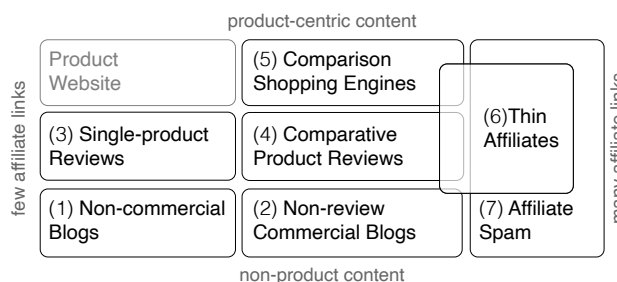 product-centric content
few affiliate links
many affiliate links
Product
Website
(5) Comparison
Shopping Engines
(6)Thin
Affiliates
(3) Single-product
Reviews
(4) Comparative
Product Reviews
(1) Non-commercial
Blogs
(2) Non-review
Commercial Blogs
(7) Affiliate
Spam
non-product content